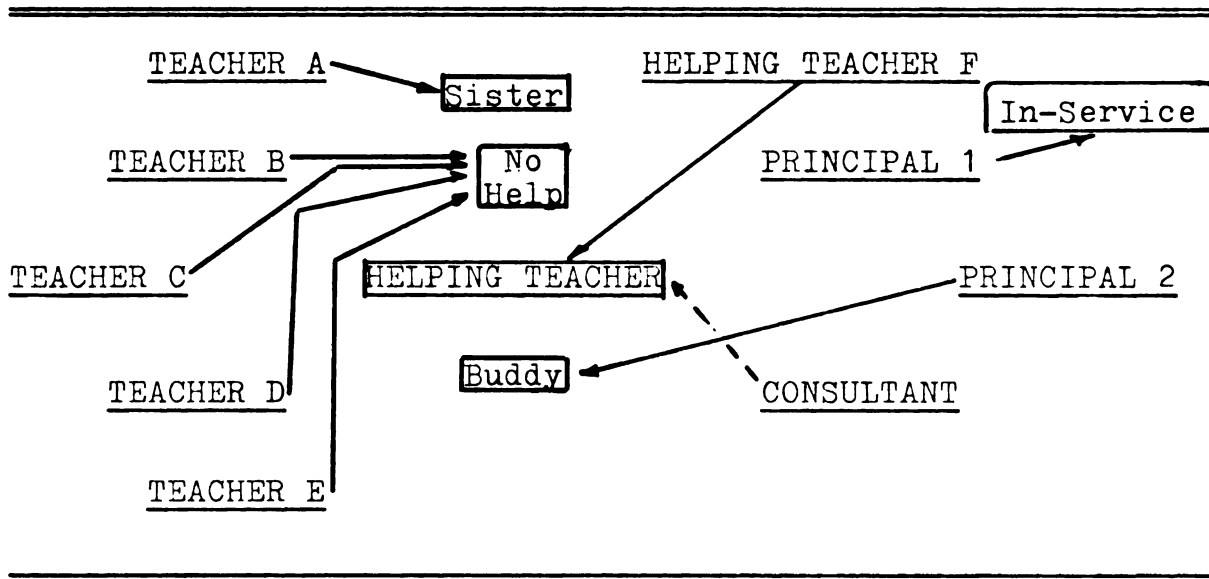 TEACHER A
HELPING TEACHER F
Sister
In-Service
TEACHER B
No
Help
PRINCIPAL 1
TEACHER C
HELPING TEACHER
PRINCIPAL 2
Buddy
TEACHER D
CONSULTANT
TEACHER E